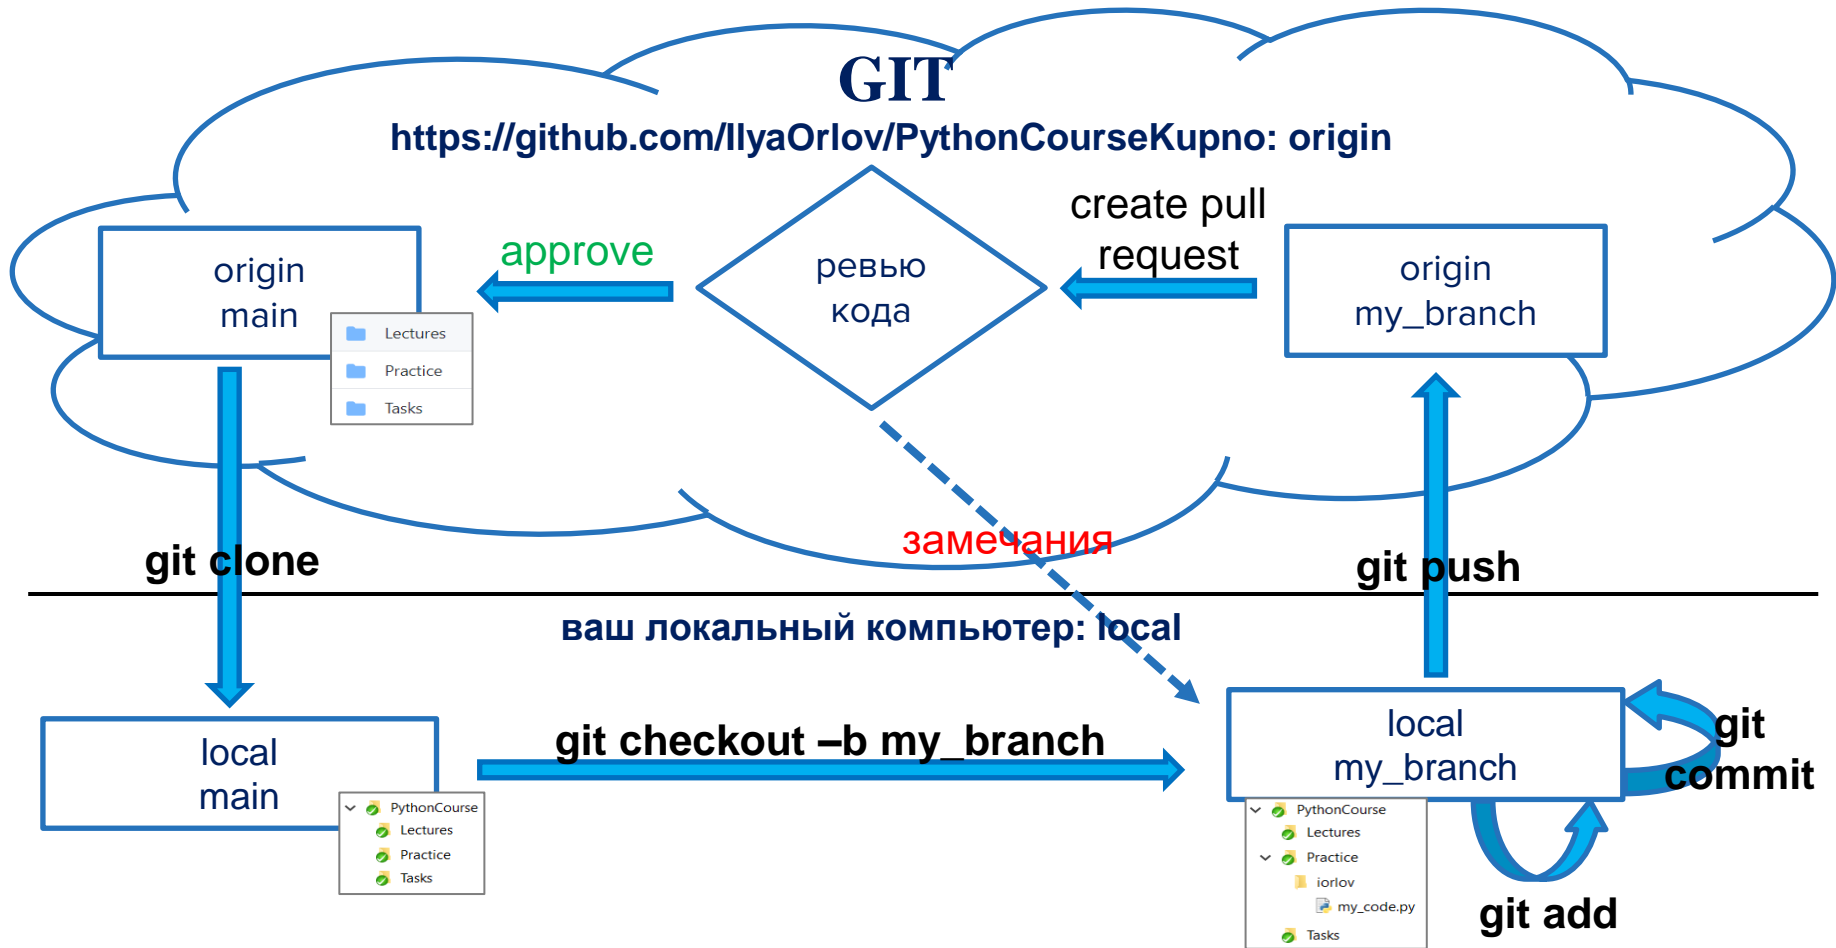 GIT
https://github.com/IlyaOrlov/PythonCourseKupno: origin
create pull
request
approve
origin
main
ревью
кода
origin
my_branch
Lectures
Practice
Tasks
замечания
git clone
git push
ваш локальный компьютер: local
local
main
git checkout –b my_branch
local
my_branch
git
commit
PythonCourse
Lectures
Practice
Tasks
PythonCourse
Lectures
Practice
iorlov
my_code.py
Tasks
git add